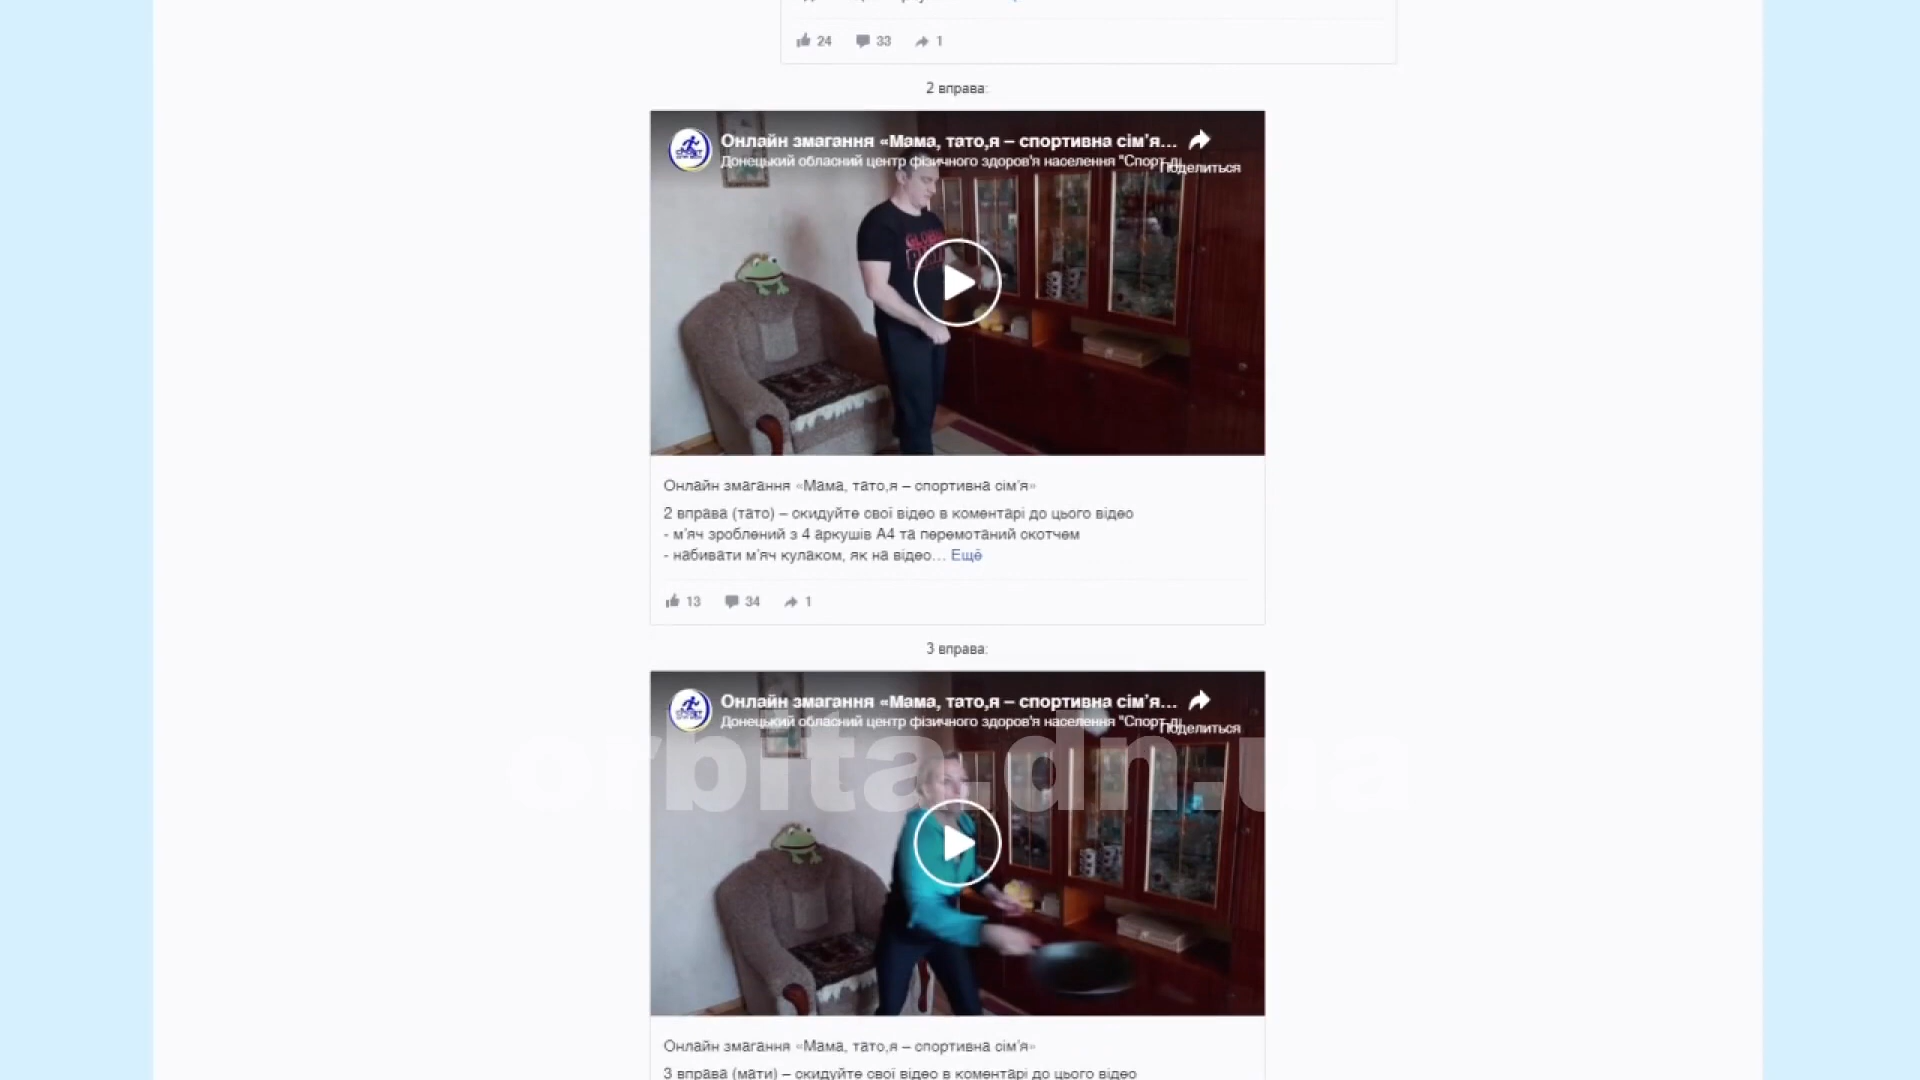 24 33 1
2 вправа:
Онлайн змагання «Мама, тато,я – спортивна сім'я...
Донецький обласний центр фізичного здоров'я населення "Спорт
Поделиться
Онлайн змагання «Мама, тато,я – спортивна сім'я»
2 вправа (тато) – скидуйте свої відео в коментарі до цього відео
- м'яч зроблений з 4 аркушів А4 та перемотаний скотчем
- набивати м'яч кулаком, як на відео... Ещё
13 34 1
3 вправа:
Онлайн змагання «Мама, тато,я – спортивна сім'я...
Донецький обласний центр фізичного здоров'я населення "Спорт
Поделиться
orbita.dn.ua
Онлайн змагання «Мама, тато,я – спортивна сім'я»
3 вправа (мати) – скидуйте свої відео в коментарі до цього відео